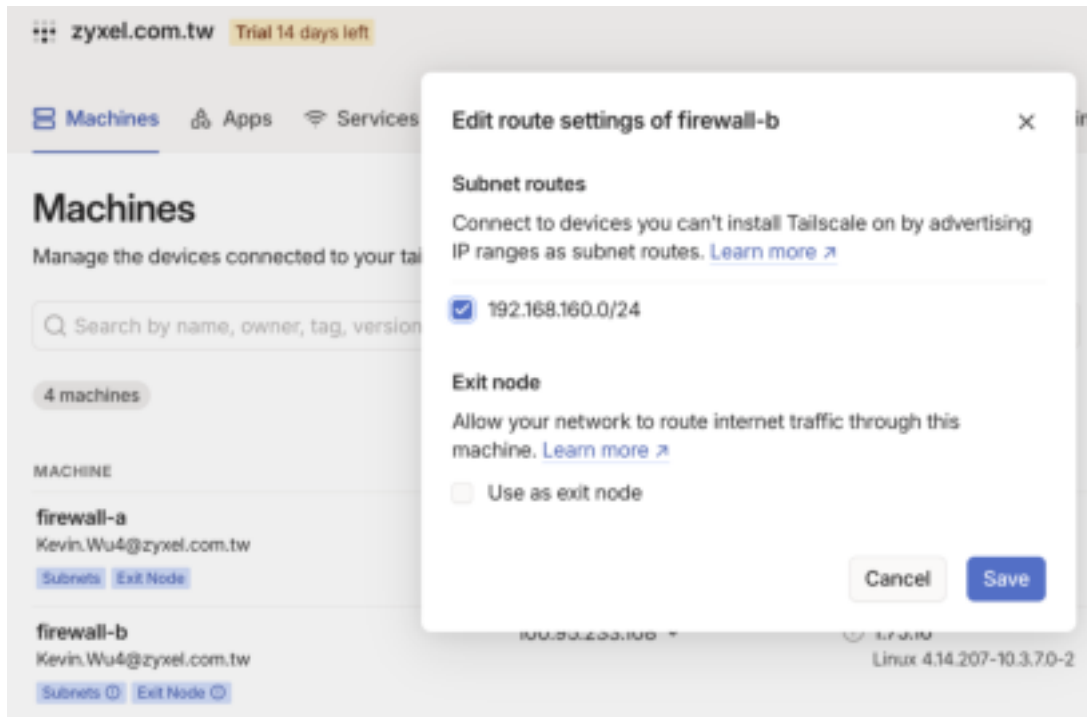 zyxel.com.tw Trial 14 days left
Machines Apps Services
Machines
Manage the devices connected to your tai
Search by name, owner, tag, version
4 machines
MACHINE
firewall-a
Kevin.Wu4@zyxel.com.tw
Subnets Exit Node
firewall-b
Kevin.Wu4@zyxel.com.tw
Subnets Exit Node
Edit route settings of firewall-b
Subnet routes
Connect to devices you can't install Tailscale on by advertising
IP ranges as subnet routes. Learn more ↗
192.168.160.0/24
Exit node
Allow your network to route internet traffic through this
machine. Learn more ↗
Use as exit node
Cancel Save
Linux 4.14.207-10.3.7.0-2